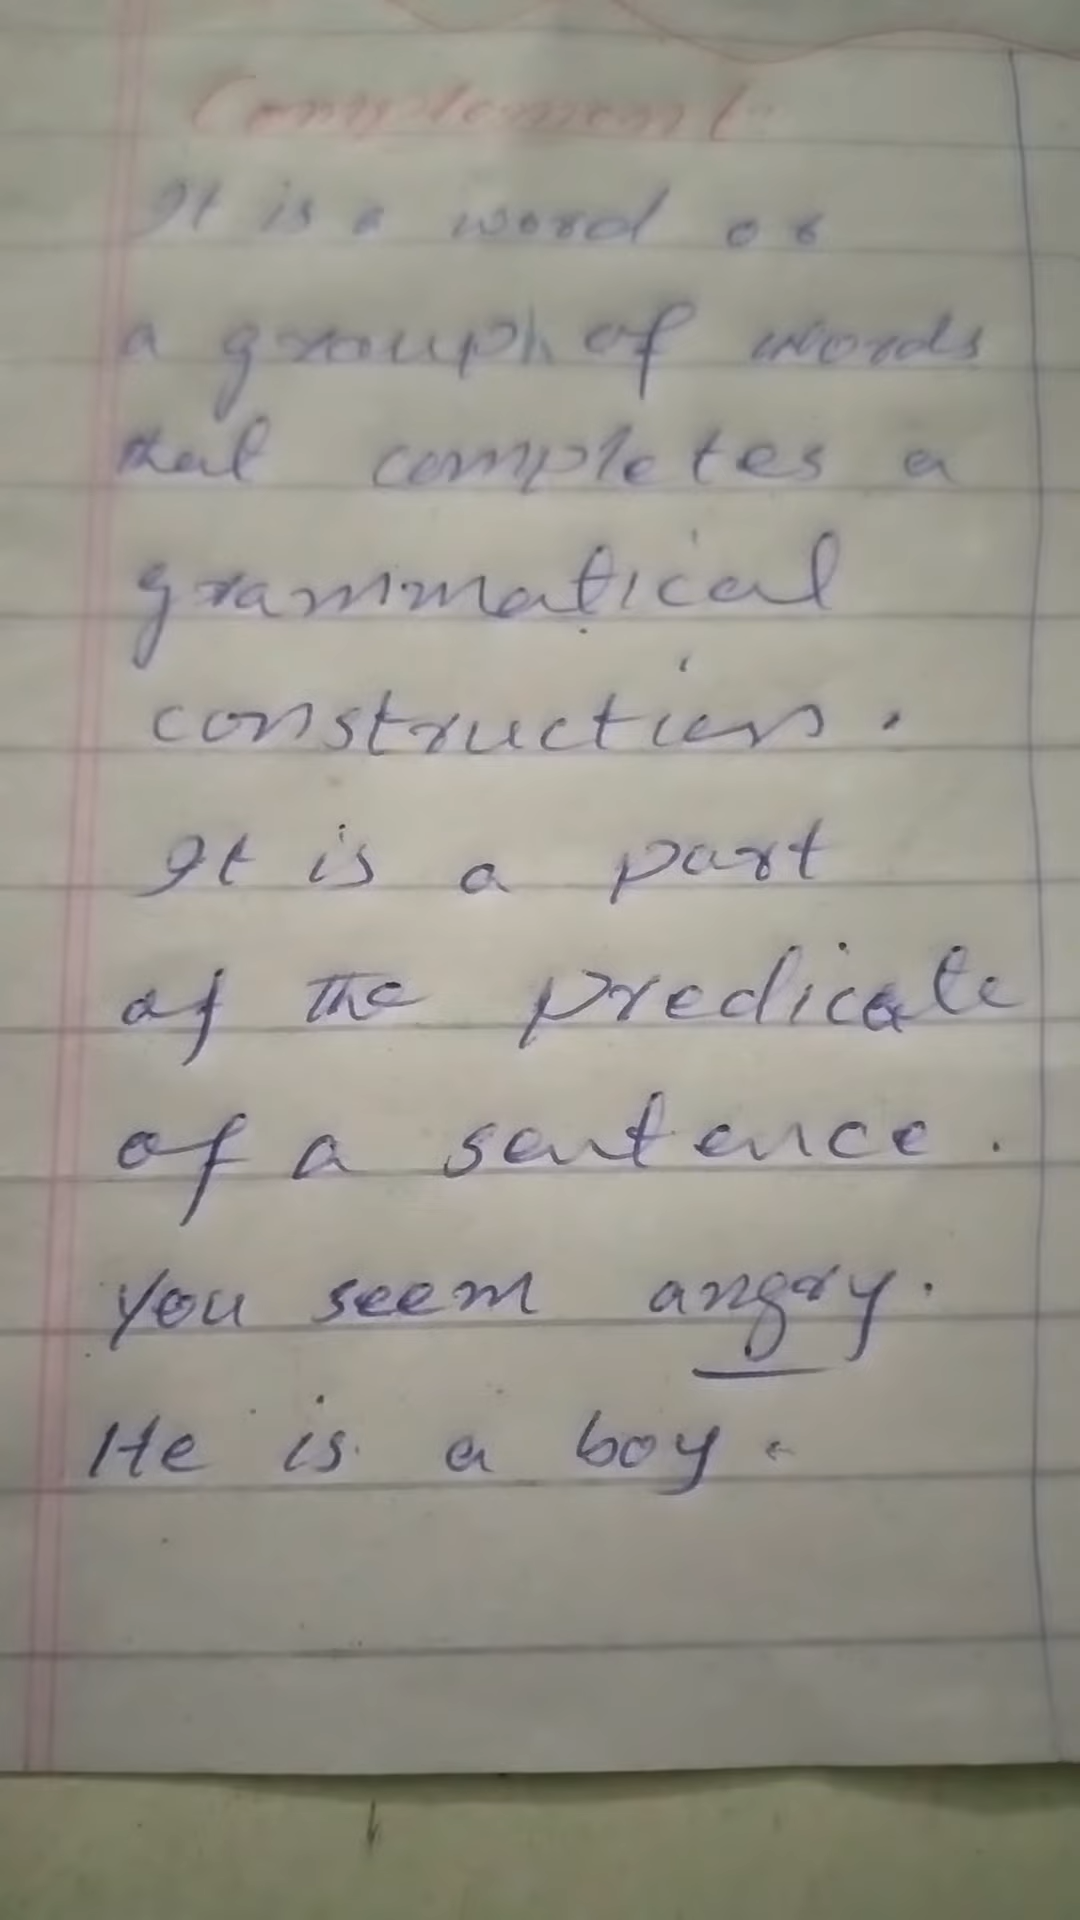 Complement
It is a word or
a group of words
that completes a
grammatical
construction.
It is a part
of the predicate
of a sentence.
You seem angry.
He is a boy.